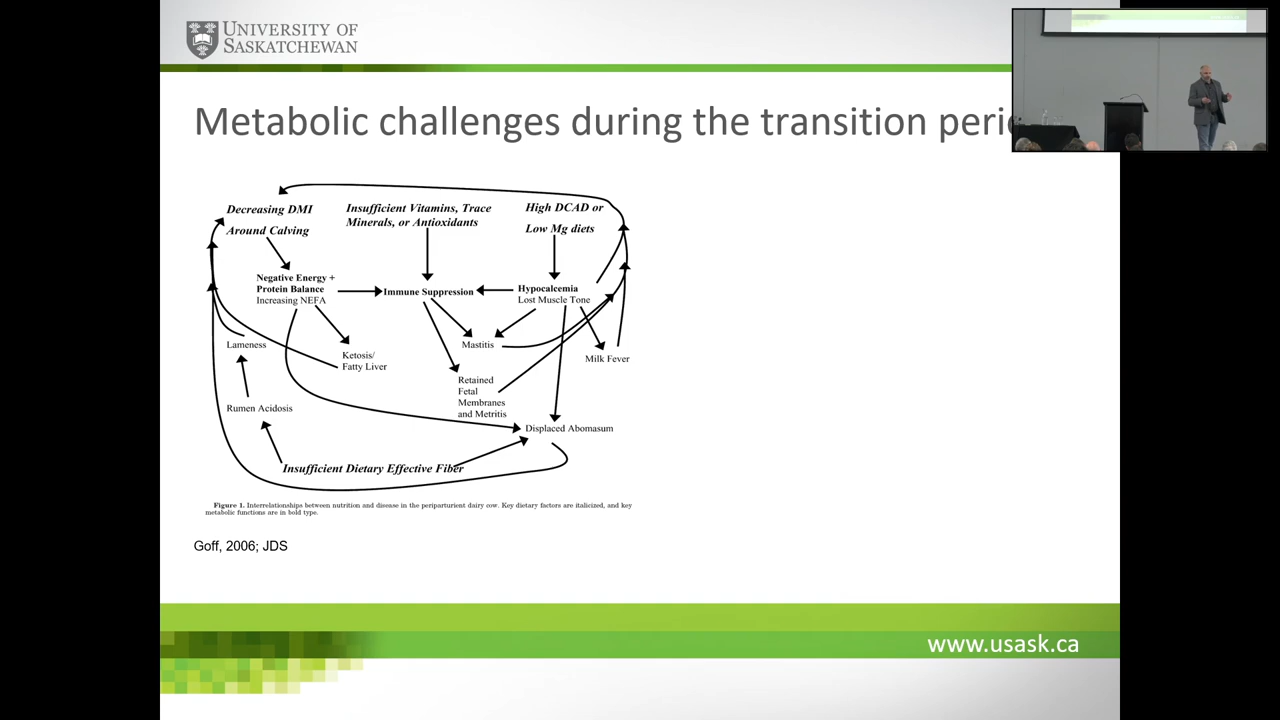 UNIVERSITY OF
SASKATCHEWAN
Metabolic challenges during the transition
Decreasing DMI
Around Calving
Insufficient Vitamins, Trace
Minerals, or Antioxidants
High DCAD or
Low Mg diets
Negative Energy +
Protein Balance
Increasing NEFA
Immune Suppression
Hypocalcemia
Lost Muscle Tone
Lameness
Ketosis/
Fatty Liver
Mastitis
Milk Fever
Retained
Fetal
Membranes
and Metritis
Rumen Acidosis
Displaced Abomasum
Insufficient Dietary Effective Fiber
Figure 1. Interrelationships between nutrition and disease in the periparturient dairy cow. Key dietary factors are italicized, and key
metabolic functions are in bold type.
Goff, 2006; JDS
www.usask.ca